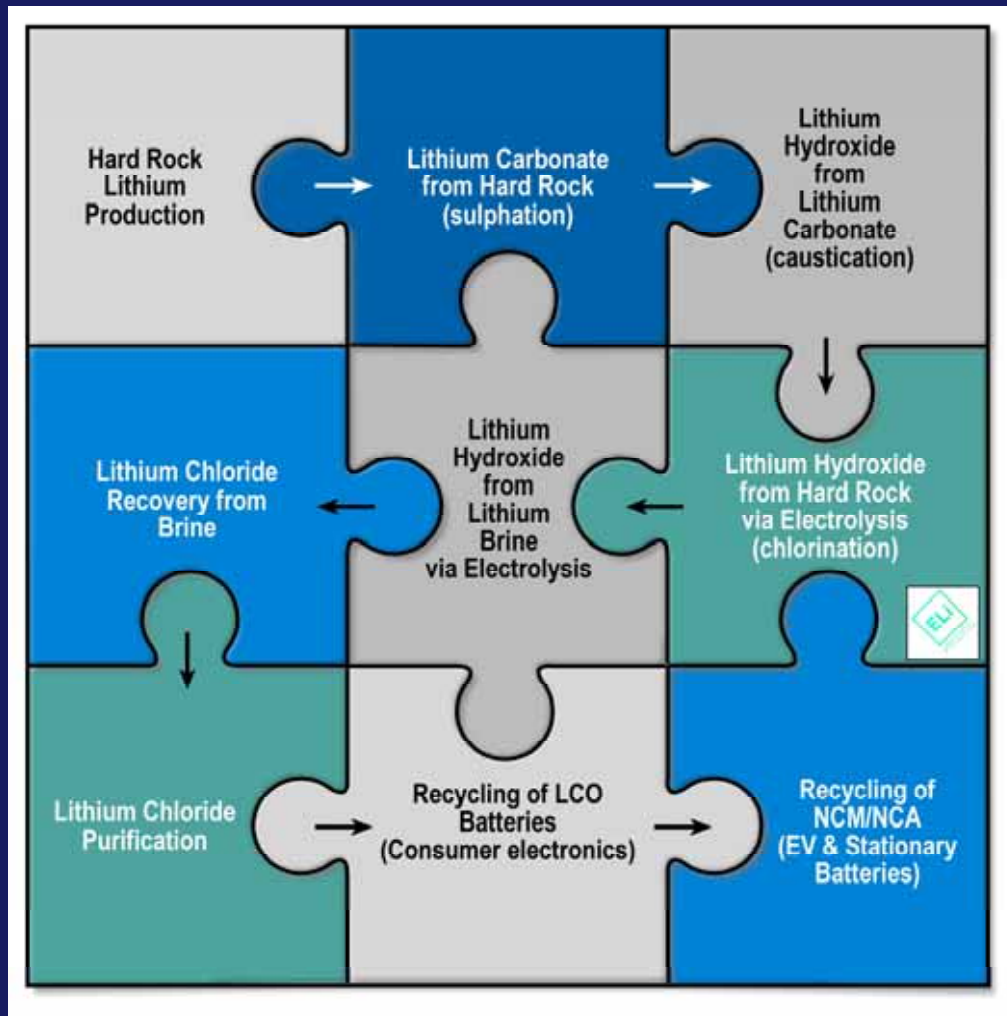 Hard Rock
Lithium
Production
Lithium Carbonate
from Hard Rock
(sulphation)
Lithium
Hydroxide
from
Lithium
Carbonate
(caustication)
Lithium Chloride
Recovery from
Brine
Lithium
Hydroxide
from
Lithium
Brine
via Electrolysis
Lithium Hydroxide
from Hard Rock
via Electrolysis
(chlorination)
ELi
Lithium Chloride
Purification
Recycling of LCO
Batteries
(Consumer electronics)
Recycling of
NCM/NCA
(EV & Stationary
Batteries)